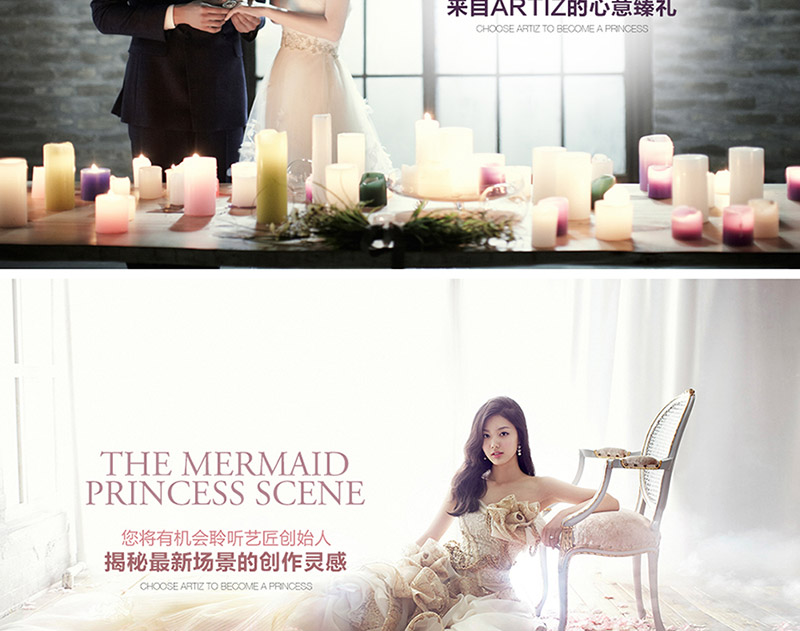 来自ARTIZ的心意臻礼
CHOOSE ARTIZ TO BECOME A PRINCESS
THE MERMAID
PRINCESS SCENE
您将有机会聆听艺匠创始人
揭秘最新场景的创作灵感
CHOOSE ARTIZ TO BECOME A PRINCESS